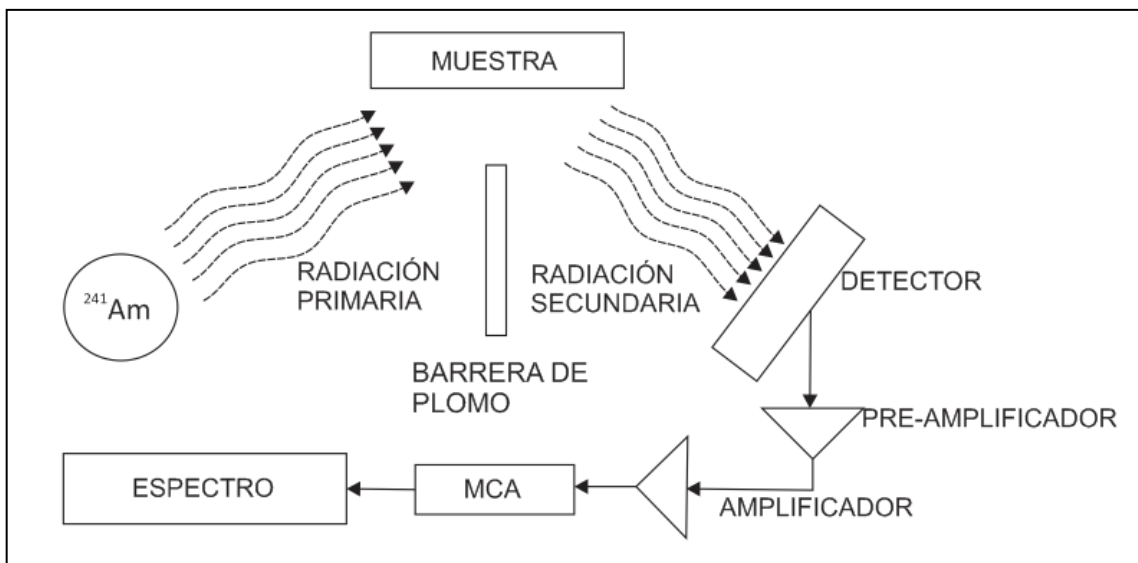 MUESTRA
²⁴¹Am
RADIACIÓN
PRIMARIA
RADIACIÓN
SECUNDARIA
DETECTOR
BARRERA DE
PLOMO
PRE-AMPLIFICADOR
ESPECTRO
MCA
AMPLIFICADOR